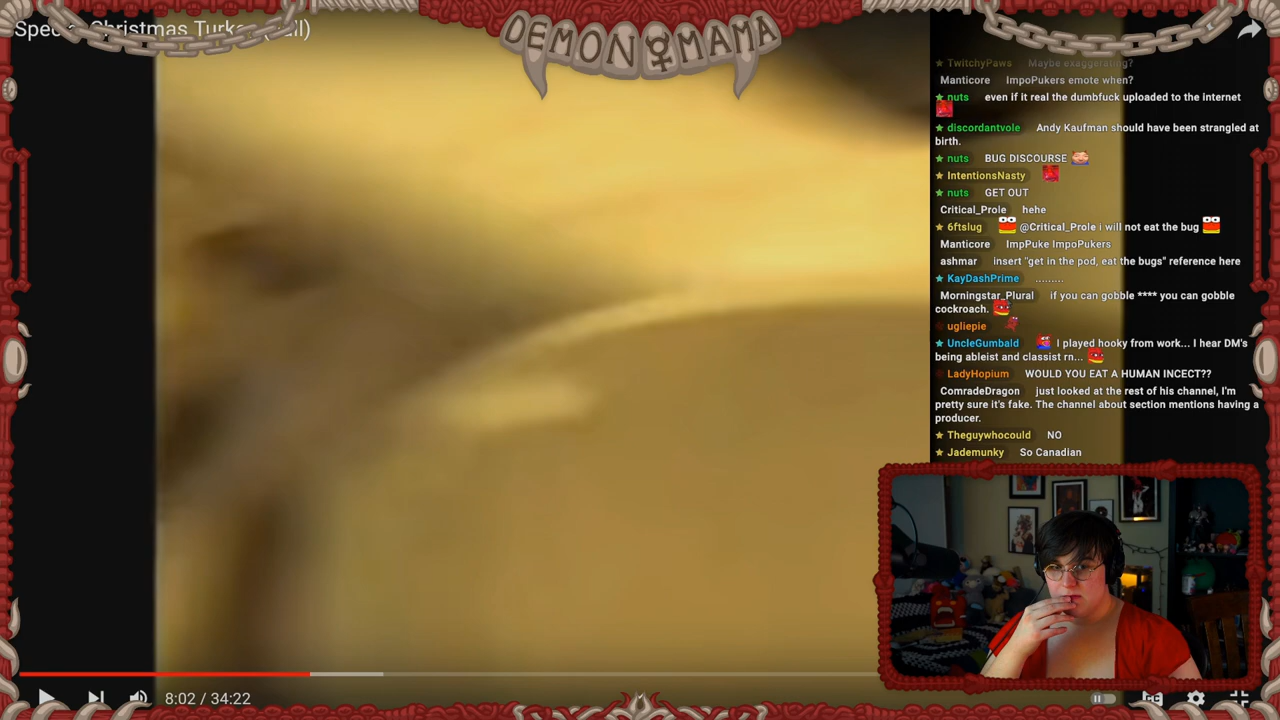 DEMON MAMA
Spec Christmas Turk ll)
TwitchyPaws Maybe exaggerating?
Manticore ImpoPukers emote when?
nuts even if it real the dumbfuck uploaded to the internet
discordantvole Andy Kaufman should have been strangled at
birth.
nuts BUG DISCOURSE
IntentionsNasty
nuts GET OUT
Critical_Prole hehe
6ftslug @Critical_Prole i will not eat the bug
Manticore ImpPuke ImpoPukers
ashmar insert "get in the pod, eat the bugs" reference here
KayDashPrime .........
Morningstar_Plural if you can gobble **** you can gobble
cockroach.
ugliepie
UncleGumbald I played hooky from work... I hear DM's
being ableist and classist rn...
LadyHopium WOULD YOU EAT A HUMAN INCECT??
ComradeDragon just looked at the rest of his channel, I'm
pretty sure it's fake. The channel about section mentions having a
producer.
Theguywhocould NO
Jademunky So Canadian
8:02 / 34:22
CC